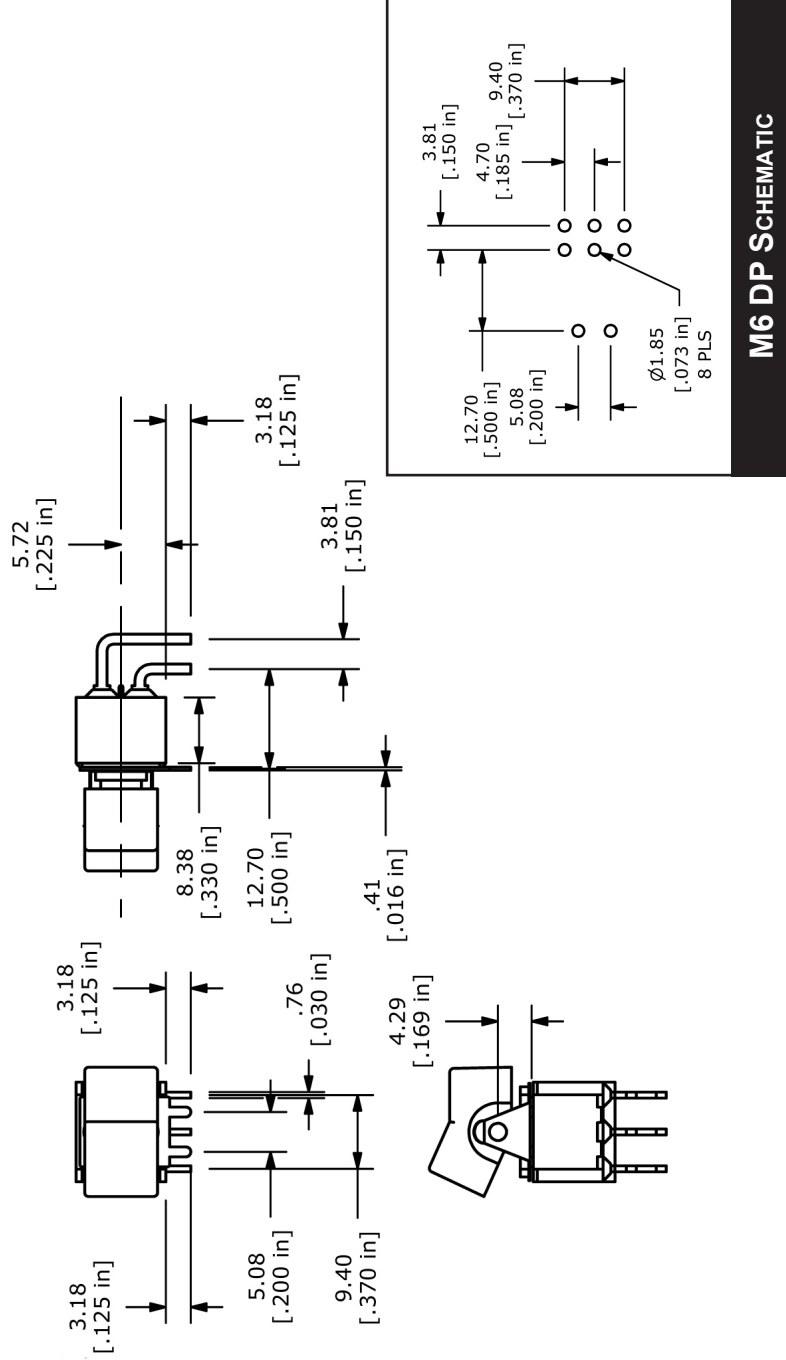 5.72
[.225 in]
3.18
[.125 in]
3.81
[.150 in]
8.38
[.330 in]
12.70
[.500 in]
.41
[.016 in]
3.18
[.125 in]
3.18
[.125 in]
.76
[.030 in]
5.08
[.200 in]
9.40
[.370 in]
4.29
[.169 in]
3.81
[.150 in]
9.40
[.370 in]
4.70
[.185 in]
12.70
[.500 in]
5.08
[.200 in]
Ø1.85
[.073 in]
8 PLS
M6 DP SCHEMATIC